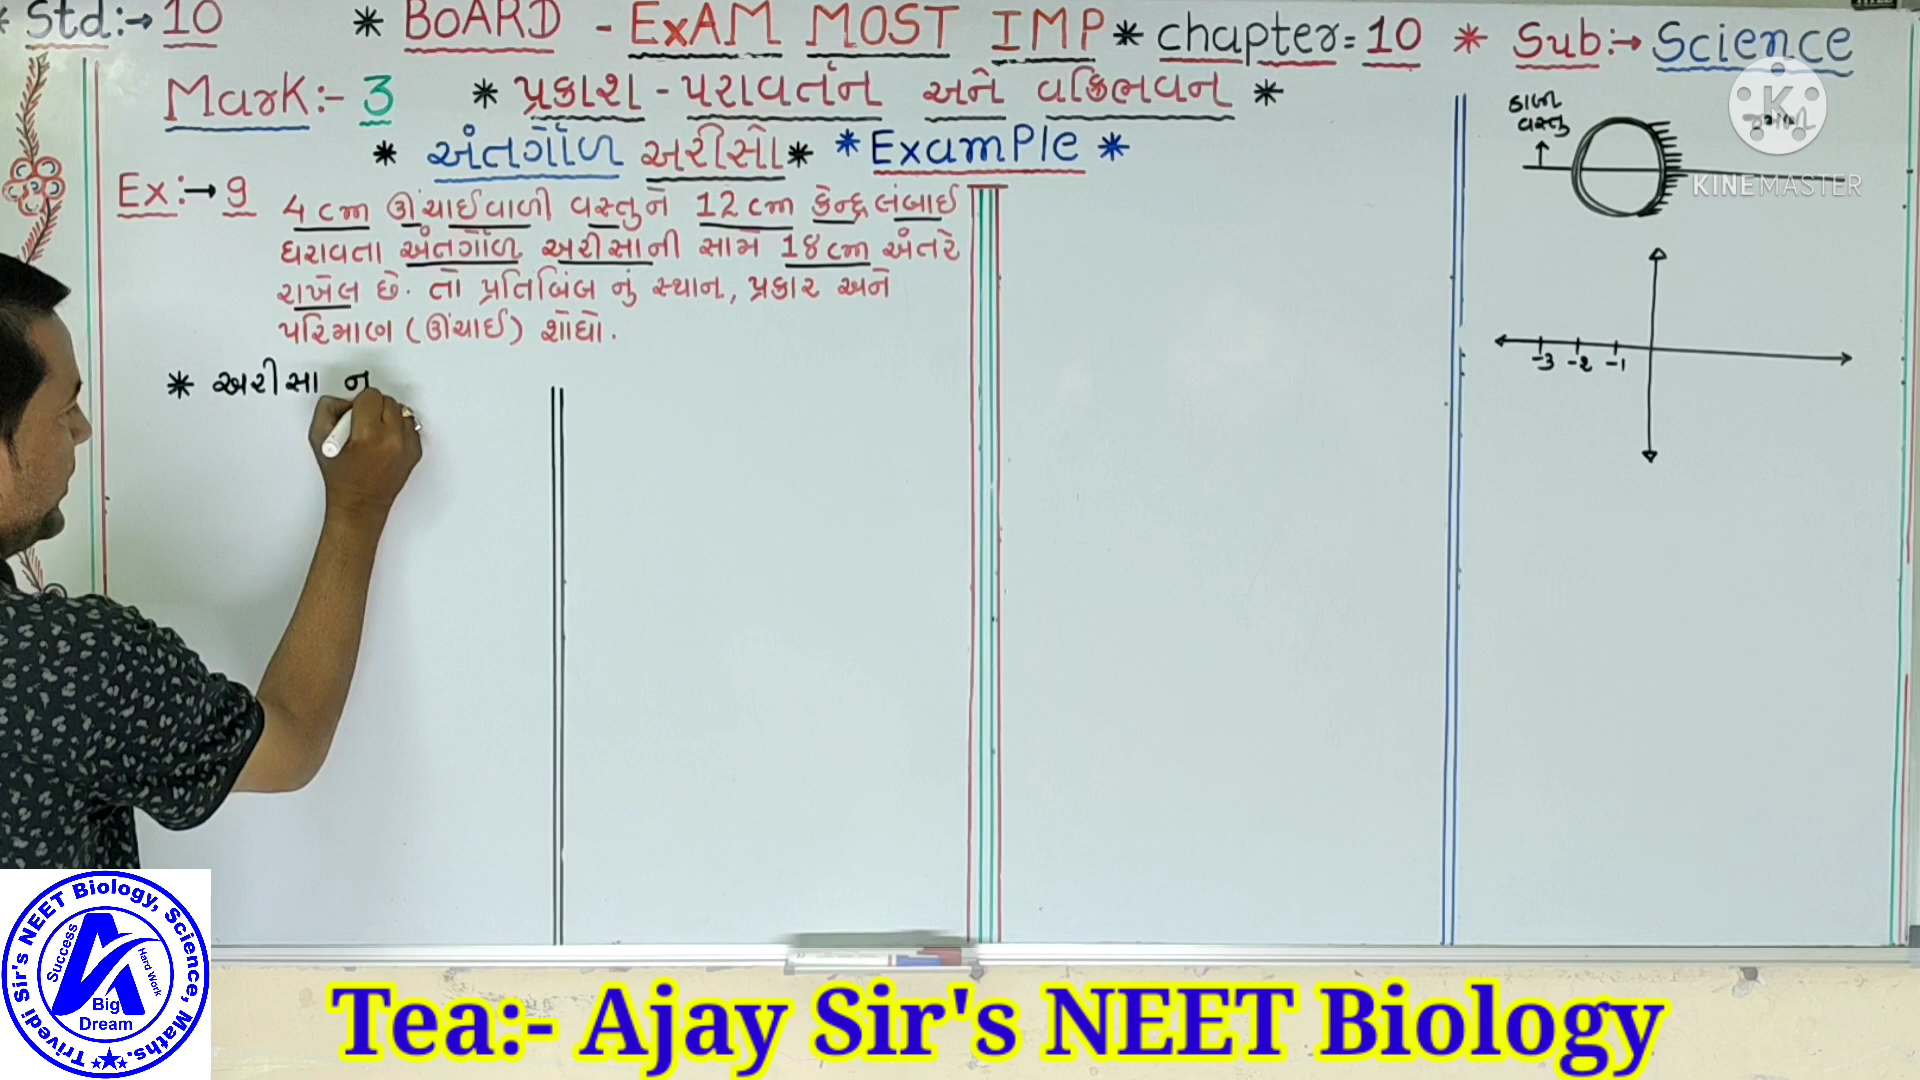 * Std:→ 10 * BOARD - EXAM MOST IMP * chapter = 10 * Sub:→ Science
Mark:- 3 * પ્રકાશ - પરાવર્તન અને વક્રિભવન *
* અંતર્ગોળ અરીસો * * Example *
Ex:→ 9 4 cm ઊંચાઈવાળી વસ્તુને 12 cm કેન્દ્રલંબાઈ
ધરાવતા અંતર્ગોળ અરીસાની સામે 18 cm અંતરે
રાખેલ છે. તો પ્રતિબિંબ નું સ્થાન, પ્રકાર અને
પરિમાણ (ઊંચાઈ) શોધો.
* અરીસા ન
વસ્તુ
-3 -2 -1
K
KINEMASTER
Trivedi Sir's NEET Biology, Science, Maths.
Success
Hard Work
Big
Dream
Tea:- Ajay Sir's NEET Biology